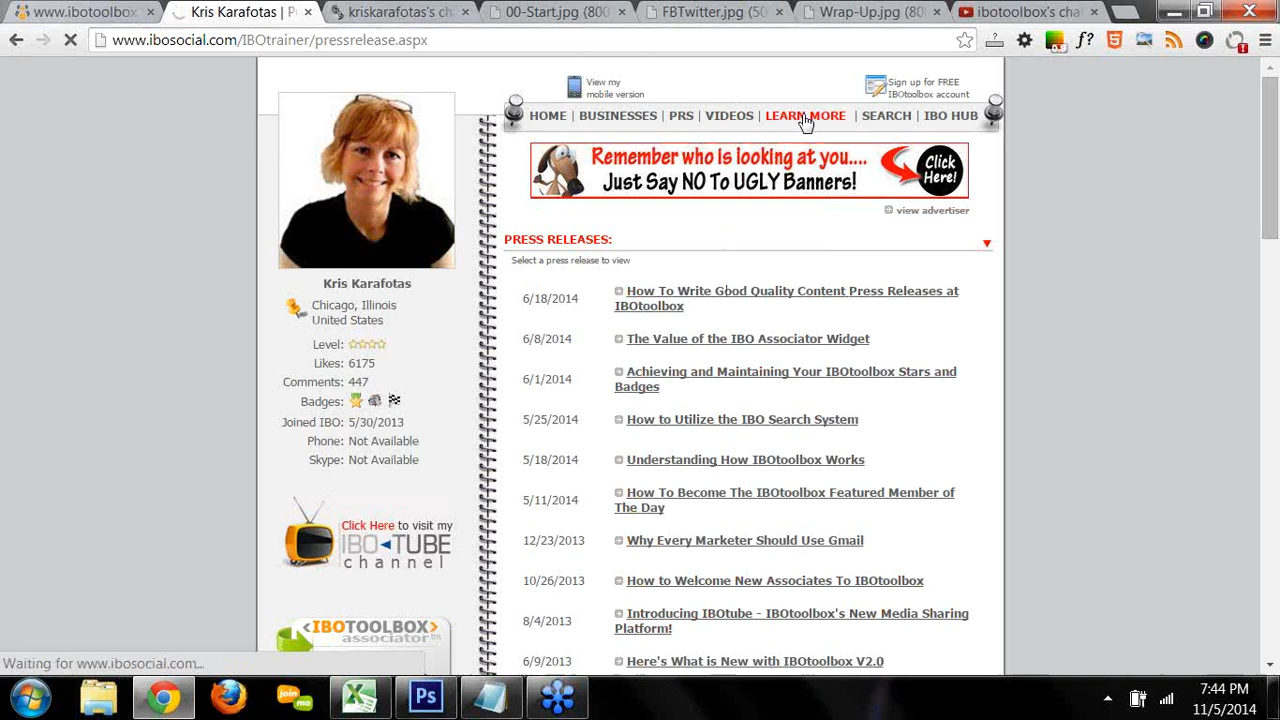 www.ibotoolbox
Kris Karafotas | P
kriskarafotas's cha
00-Start.jpg (800
FBTwitter.jpg (50
Wrap-Up.jpg (80
ibotoolbox's cha
www.ibosocial.com/IBOtrainer/pressrelease.aspx
View my
mobile version
Sign up for FREE
IBOtoolbox account
HOME | BUSINESSES | PRS | VIDEOS | LEARN MORE | SEARCH | IBO HUB
Remember who is looking at you....
Just Say NO To UGLY Banners!
Click
Here!
view advertiser
PRESS RELEASES:
Select a press release to view
Kris Karafotas
Chicago, Illinois
United States
Level:
Likes: 6175
Comments: 447
Badges:
Joined IBO: 5/30/2013
Phone: Not Available
Skype: Not Available
Click Here to visit my
IBO TUBE
channel
<IBOTOOLBOX>
associator™
6/18/2014 How To Write Good Quality Content Press Releases at
IBOtoolbox
6/8/2014 The Value of the IBO Associator Widget
6/1/2014 Achieving and Maintaining Your IBOtoolbox Stars and
Badges
5/25/2014 How to Utilize the IBO Search System
5/18/2014 Understanding How IBOtoolbox Works
5/11/2014 How To Become The IBOtoolbox Featured Member of
The Day
12/23/2013 Why Every Marketer Should Use Gmail
10/26/2013 How to Welcome New Associates To IBOtoolbox
8/4/2013 Introducing IBOtube - IBOtoolbox's New Media Sharing
Platform!
6/9/2013 Here's What is New with IBOtoolbox V2.0
Waiting for www.ibosocial.com...
join
me
Ps
7:44 PM
11/5/2014